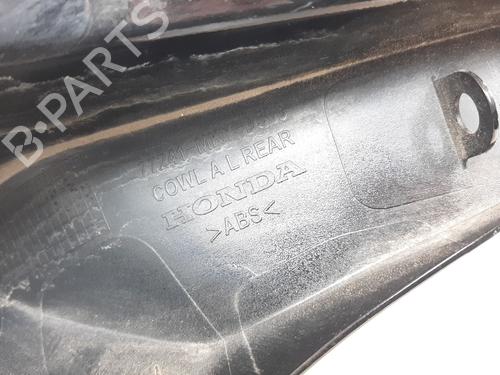 B-PARTS
COWL A L REAR
HONDA
>ABS<